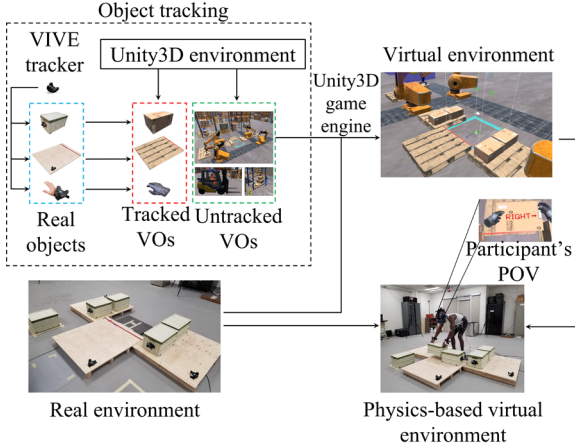 Object tracking
VIVE
tracker
Unity3D environment
Real
objects
Tracked
VOs
Untracked
VOs
Unity3D
game
engine
Virtual environment
RIGHT→
Participant's
POV
Real environment
Physics-based virtual
environment